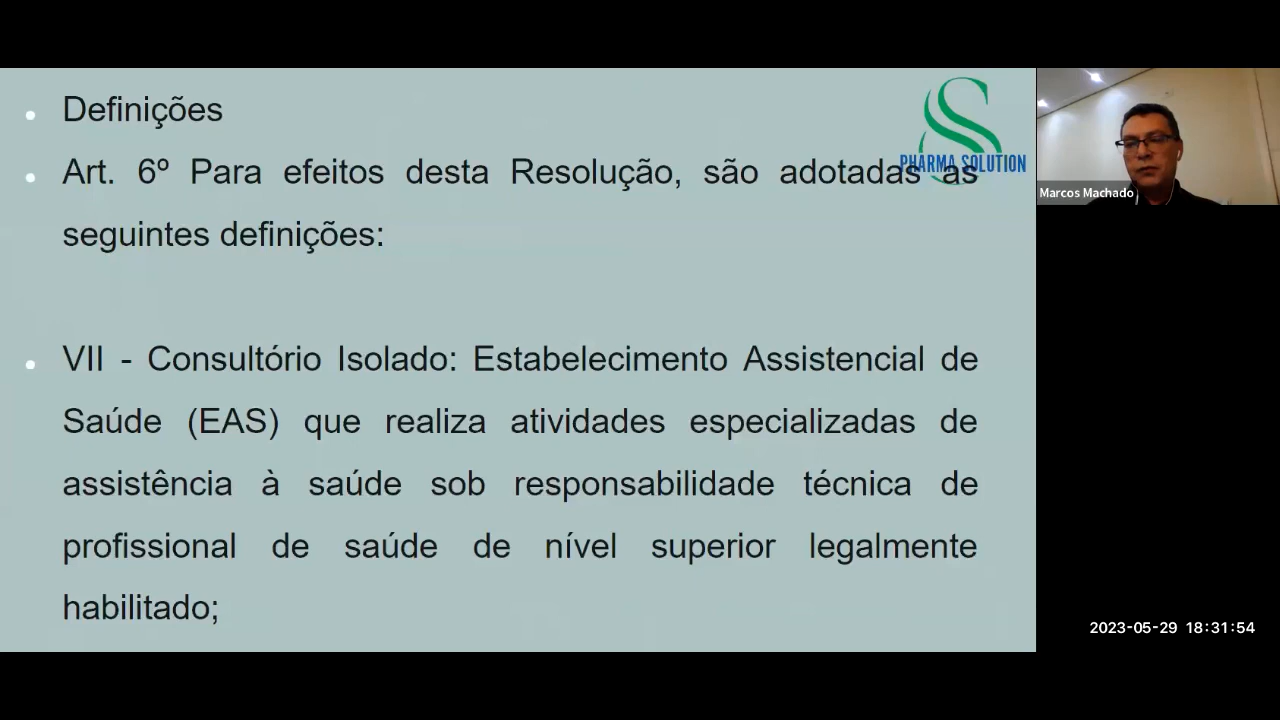 Definições
Art. 6º Para efeitos desta Resolução, são adotadas as
seguintes definições:
VII - Consultório Isolado: Estabelecimento Assistencial de
Saúde (EAS) que realiza atividades especializadas de
assistência à saúde sob responsabilidade técnica de
profissional de saúde de nível superior legalmente
habilitado;
PHARMA SOLUTION
Marcos Machado
2023-05-29 18:31:54